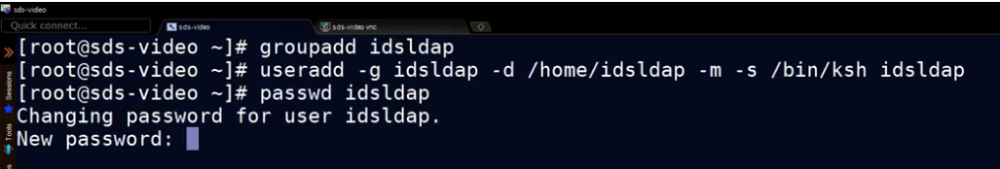 sds-video
Quick connect...
sds-video
sds-video vnc
[root@sds-video ~]# groupadd idsldap
[root@sds-video ~]# useradd -g idsldap -d /home/idsldap -m -s /bin/ksh idsldap
[root@sds-video ~]# passwd idsldap
Changing password for user idsldap.
New password:
Sessions
Tools